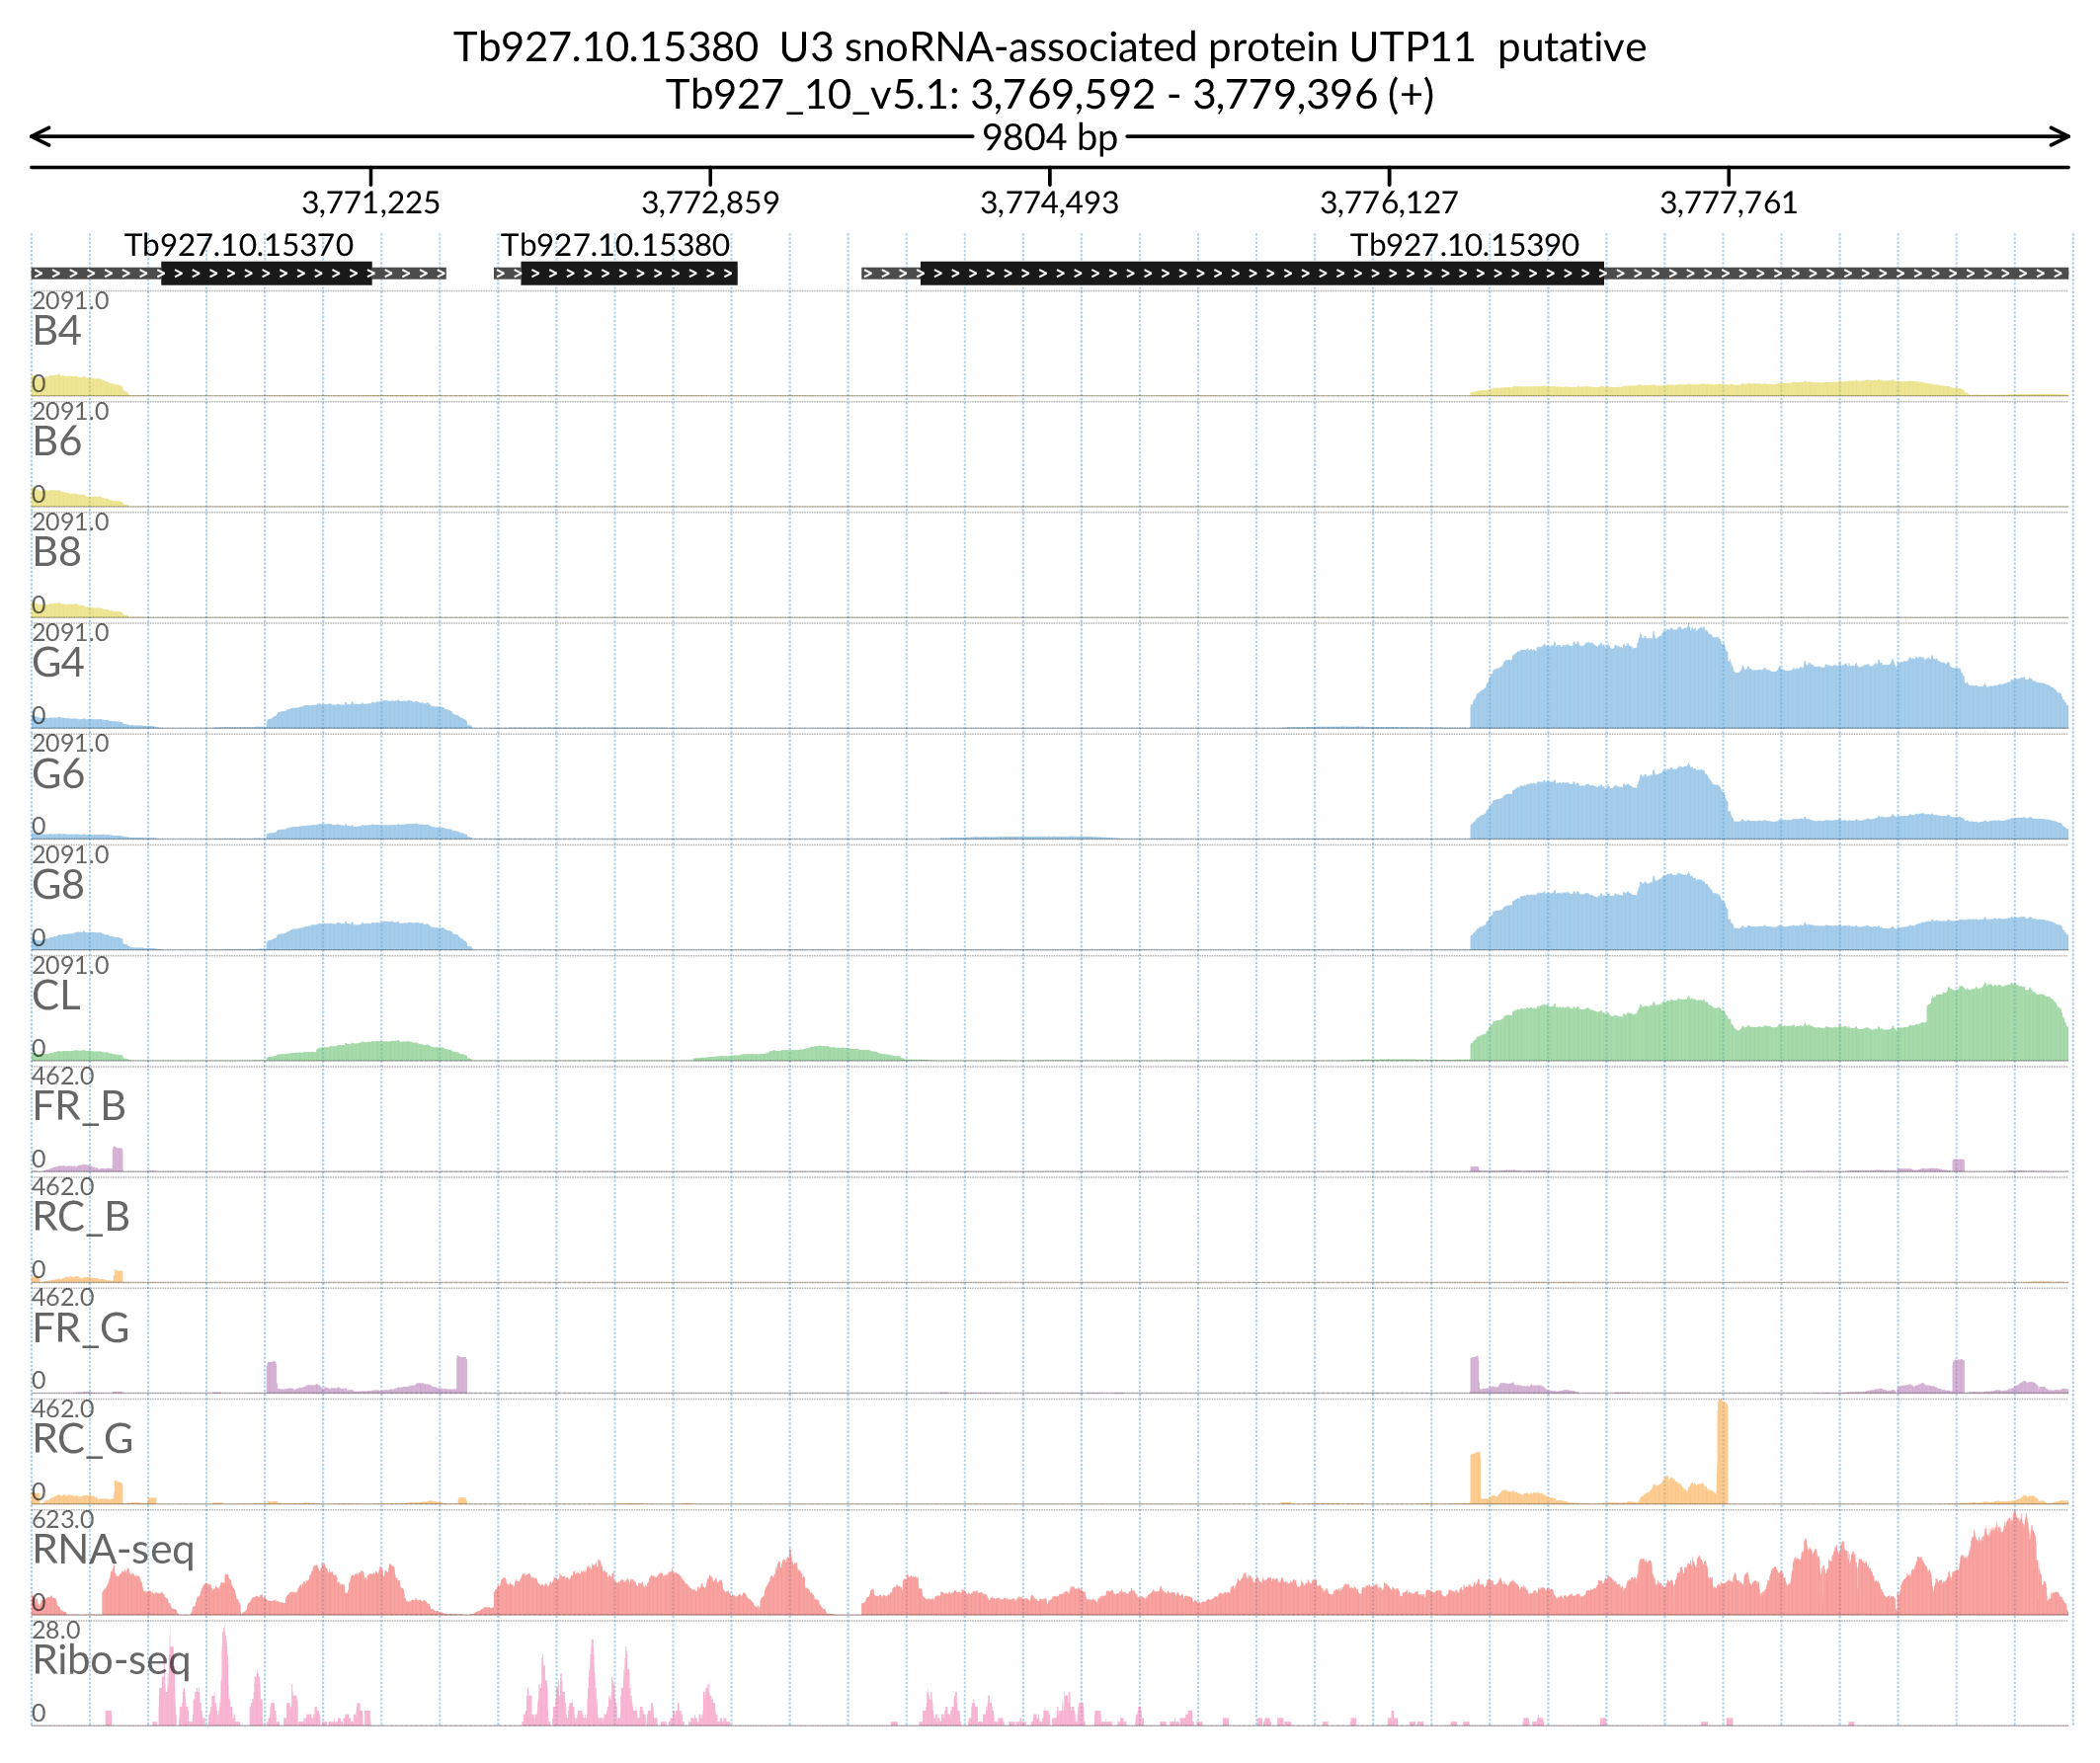 Tb927.10.15380  U3 snoRNA-associated protein UTP11  putative
Tb927_10_v5.1: 3,769,592 - 3,779,396 (+)
9804 bp
3,771,225 3,772,859 3,774,493 3,776,127 3,777,761
Tb927.10.15370 Tb927.10.15380 Tb927.10.15390
2091.0
B4
0
2091.0
B6
0
2091.0
B8
0
2091.0
G4
0
2091.0
G6
0
2091.0
G8
0
2091.0
CL
0
462.0
FR_B
0
462.0
RC_B
0
462.0
FR_G
0
462.0
RC_G
0
623.0
RNA-seq
0
28.0
Ribo-seq
0